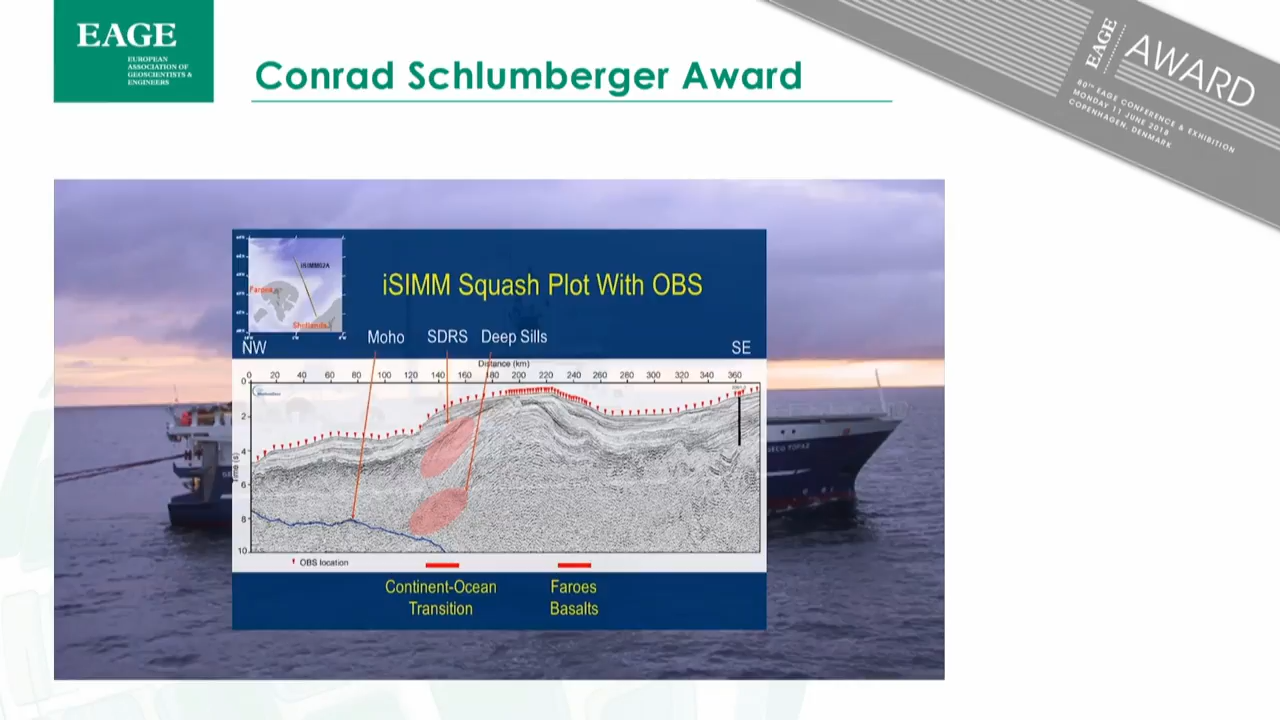 EAGE
EUROPEAN
ASSOCIATION OF
GEOSCIENTISTS &
ENGINEERS
Conrad Schlumberger Award
EAGE
AWARD
80TH EAGE CONFERENCE & EXHIBITION
MONDAY 11 JUNE 2018
COPENHAGEN, DENMARK
iSIMM Squash Plot With OBS
iSIMM02A
Faroes
Shetlands
Moho
SDRS
Deep Sills
NW
SE
Distance (km)
0 20 40 60 80 100 120 140 160 180 200 220 240 260 280 300 320 340 360
0
2
4
6
8
10
Time (s)
OBS location
Continent-Ocean
Transition
Faroes
Basalts